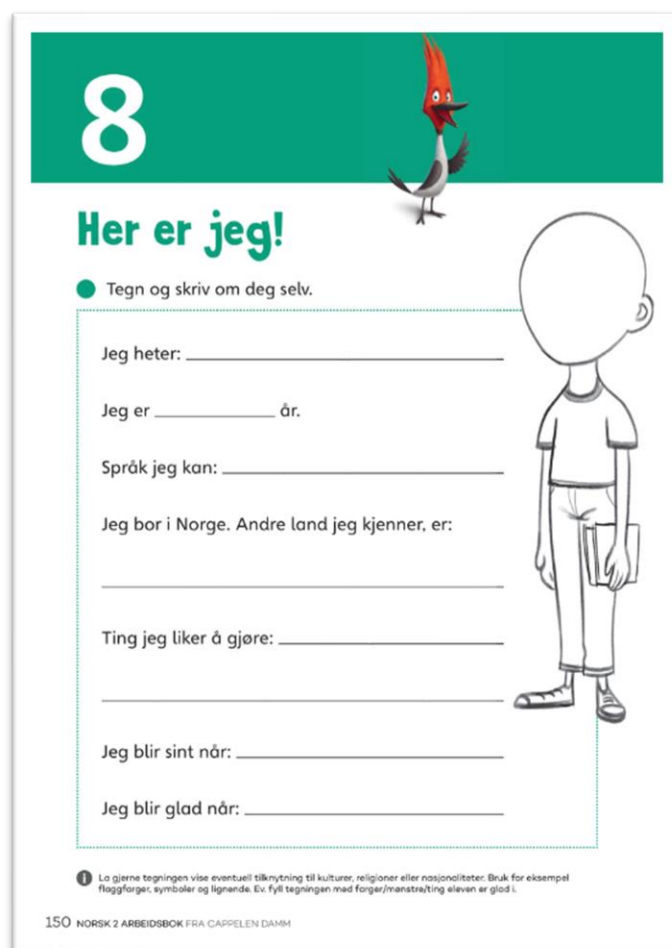 8
Her er jeg!
Tegn og skriv om deg selv.
Jeg heter:
Jeg er år.
Språk jeg kan:
Jeg bor i Norge. Andre land jeg kjenner, er:
Ting jeg liker å gjøre:
Jeg blir sint når:
Jeg blir glad når:
i La gjerne tegningen vise eventuell tilknytning til kulturer, religioner eller nasjonaliteter. Bruk for eksempel
flaggfarger, symboler og lignende. Ev. fyll tegningen med farger/mønstre/ting eleven er glad i.
150 NORSK 2 ARBEIDSBOK FRA CAPPELEN DAMM